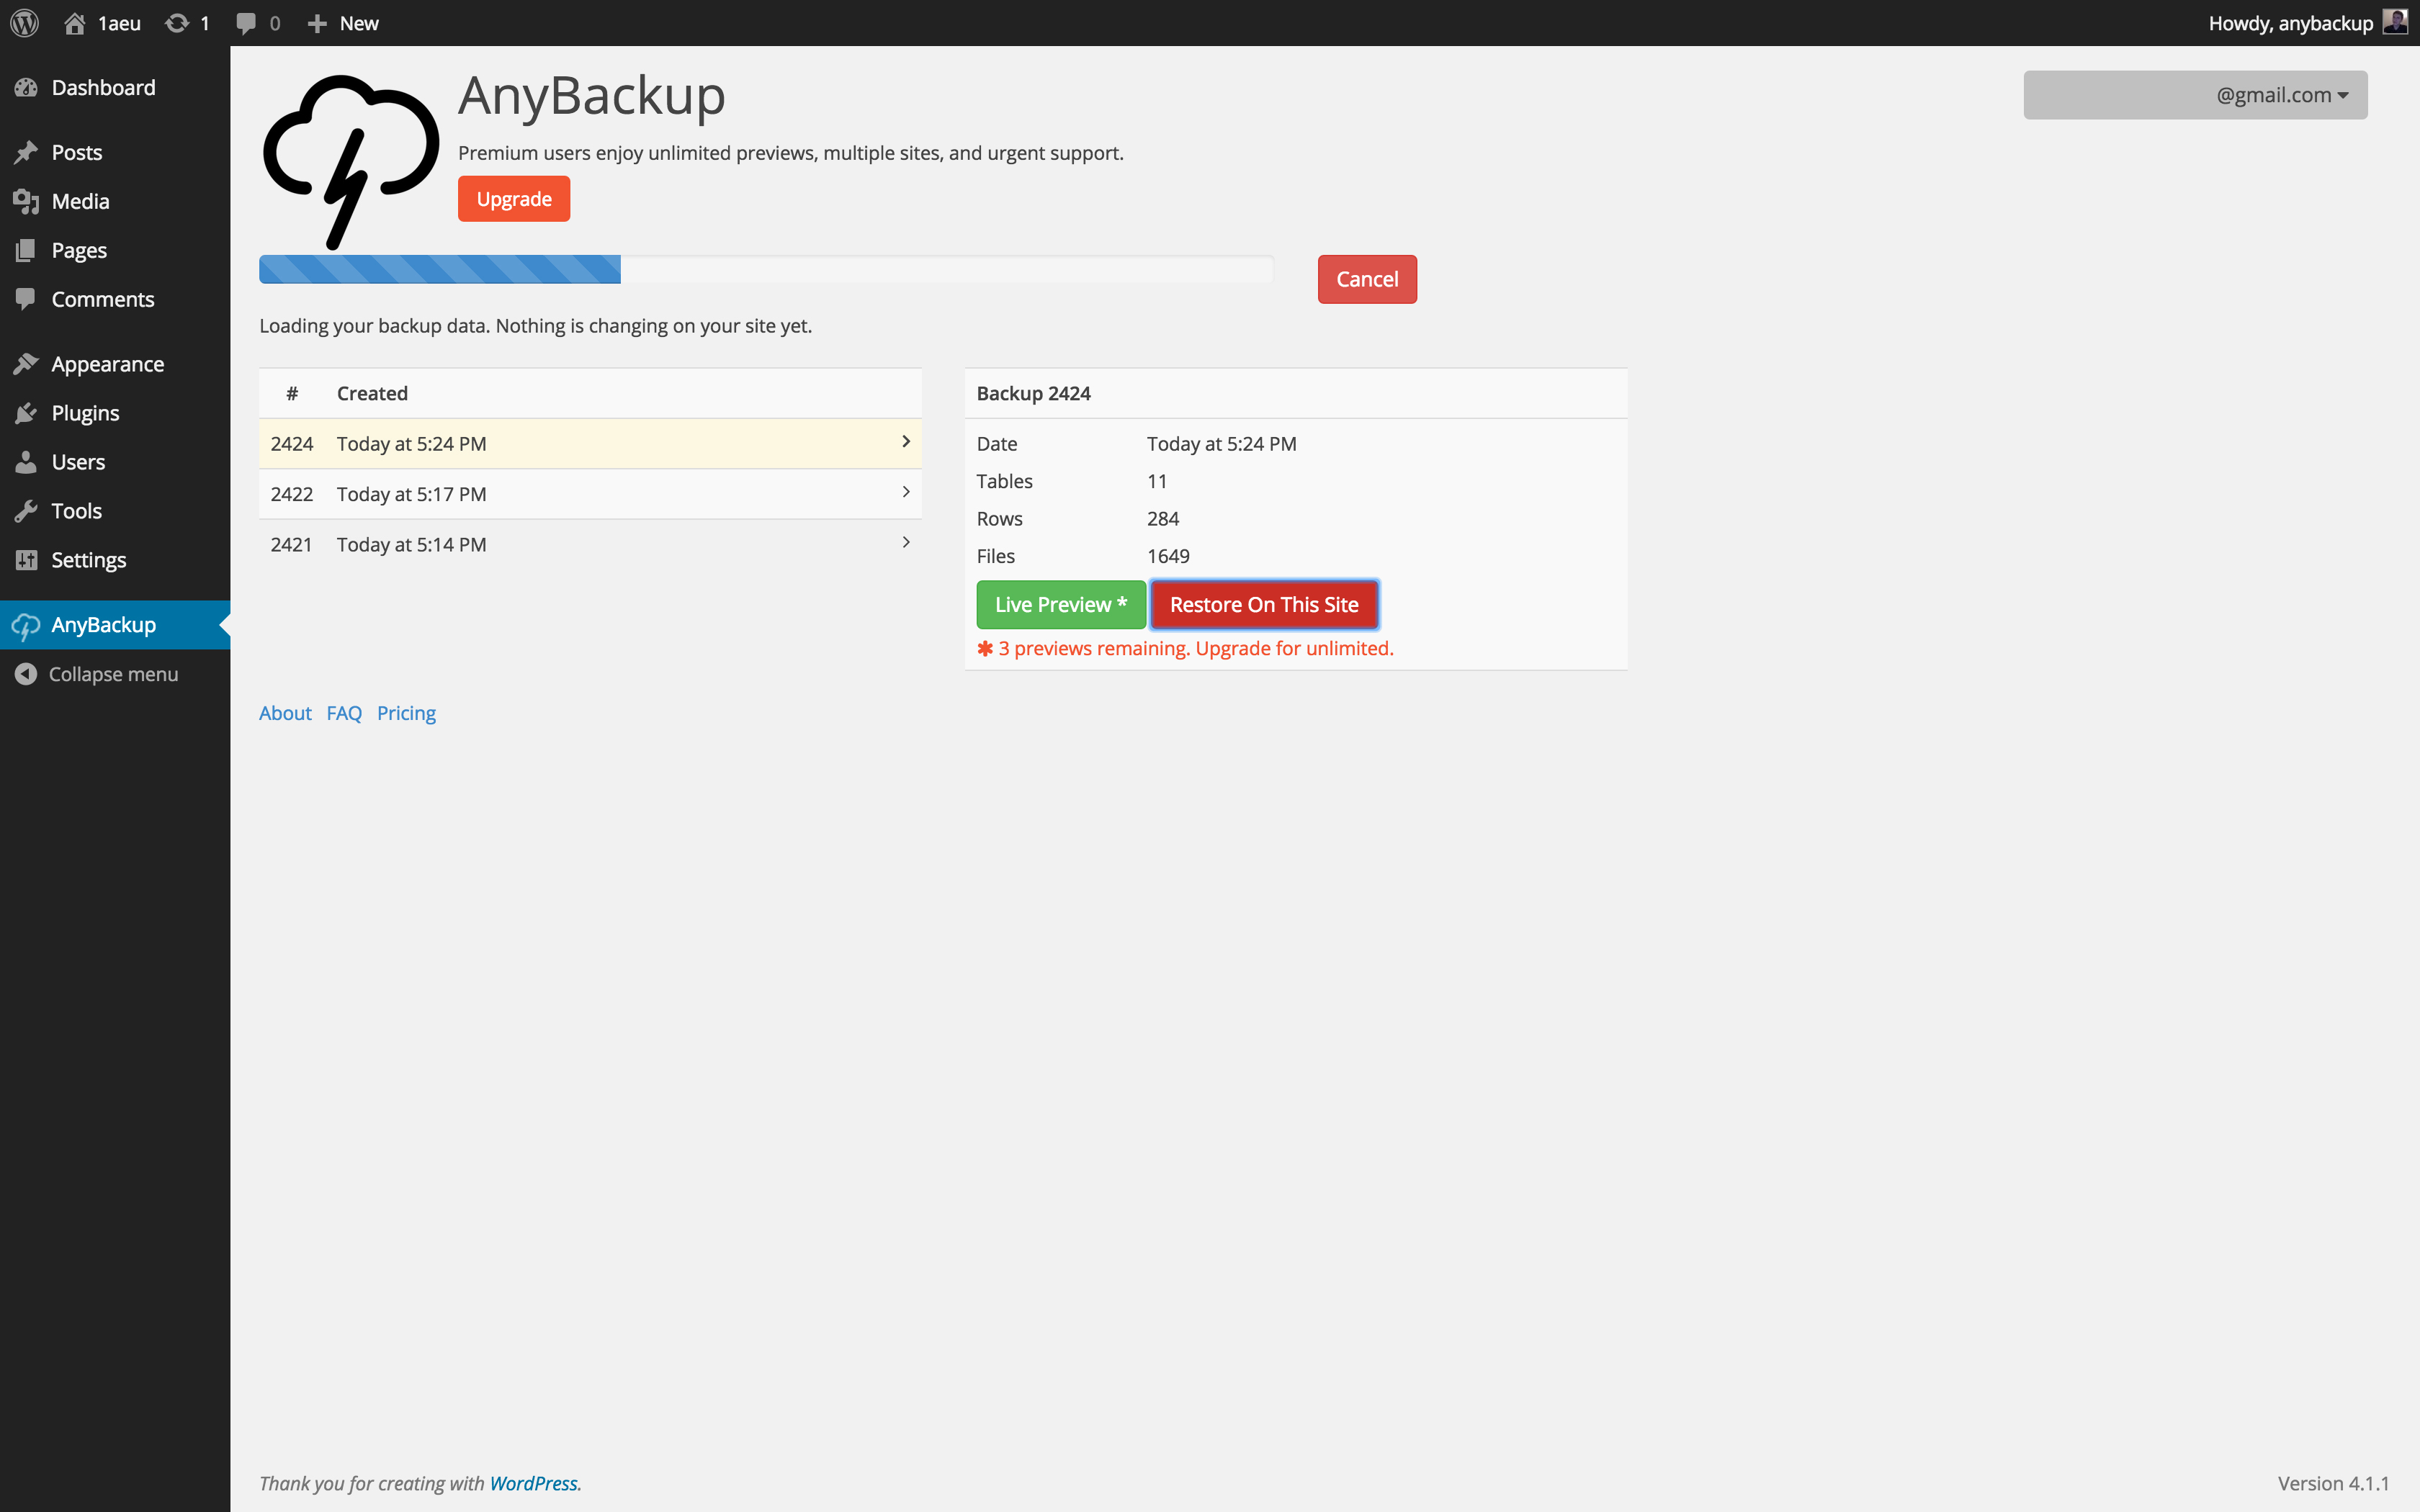 1aeu 1 0 New Howdy, anybackup
Dashboard
Posts
Media
Pages
Comments
Appearance
Plugins
Users
Tools
Settings
AnyBackup
Collapse menu
AnyBackup
@gmail.com
Premium users enjoy unlimited previews, multiple sites, and urgent support.
Upgrade
Cancel
Loading your backup data. Nothing is changing on your site yet.
# Created
2424 Today at 5:24 PM
2422 Today at 5:17 PM
2421 Today at 5:14 PM
Backup 2424
Date Today at 5:24 PM
Tables 11
Rows 284
Files 1649
Live Preview * Restore On This Site
✱ 3 previews remaining. Upgrade for unlimited.
About FAQ Pricing
Thank you for creating with WordPress. Version 4.1.1